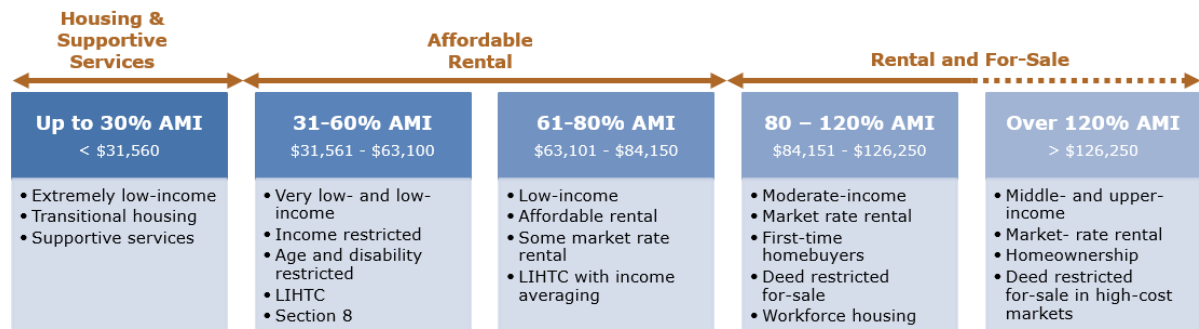 Housing &
Supportive
Services
Affordable
Rental
Rental and For-Sale
Up to 30% AMI
< $31,560
• Extremely low-income
• Transitional housing
• Supportive services
31-60% AMI
$31,561 - $63,100
• Very low- and low-
income
• Income restricted
• Age and disability
restricted
• LIHTC
• Section 8
61-80% AMI
$63,101 - $84,150
• Low-income
• Affordable rental
• Some market rate
rental
• LIHTC with income
averaging
80 – 120% AMI
$84,151 - $126,250
• Moderate-income
• Market rate rental
• First-time
homebuyers
• Deed restricted
for-sale
• Workforce housing
Over 120% AMI
> $126,250
• Middle- and upper-
income
• Market- rate rental
• Homeownership
• Deed restricted
for-sale in high-cost
markets